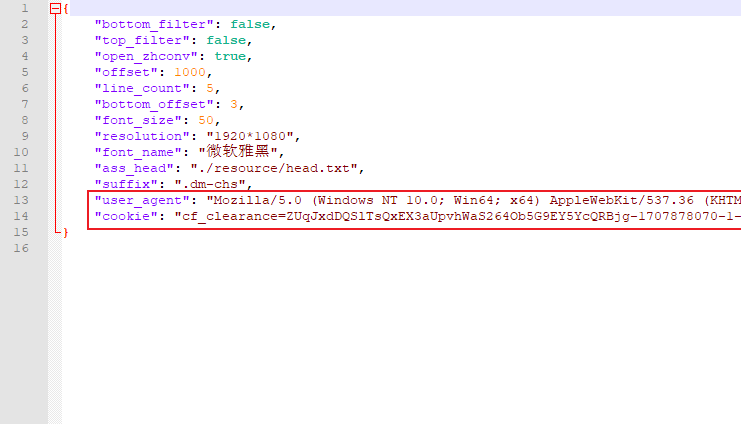 1 {
2 "bottom_filter": false,
3 "top_filter": false,
4 "open_zhconv": true,
5 "offset": 1000,
6 "line_count": 5,
7 "bottom_offset": 3,
8 "font_size": 50,
9 "resolution": "1920*1080",
10 "font_name": "微软雅黑",
11 "ass_head": "./resource/head.txt",
12 "suffix": ".dm-chs",
13 "user_agent": "Mozilla/5.0 (Windows NT 10.0; Win64; x64) AppleWebKit/537.36 (KHTM
14 "cookie": "cf_clearance=ZUqJxdDQSlTsQxEX3aUpvhWaS264Ob5G9EY5YcQRBjg-1707878070-1-
15 }
16